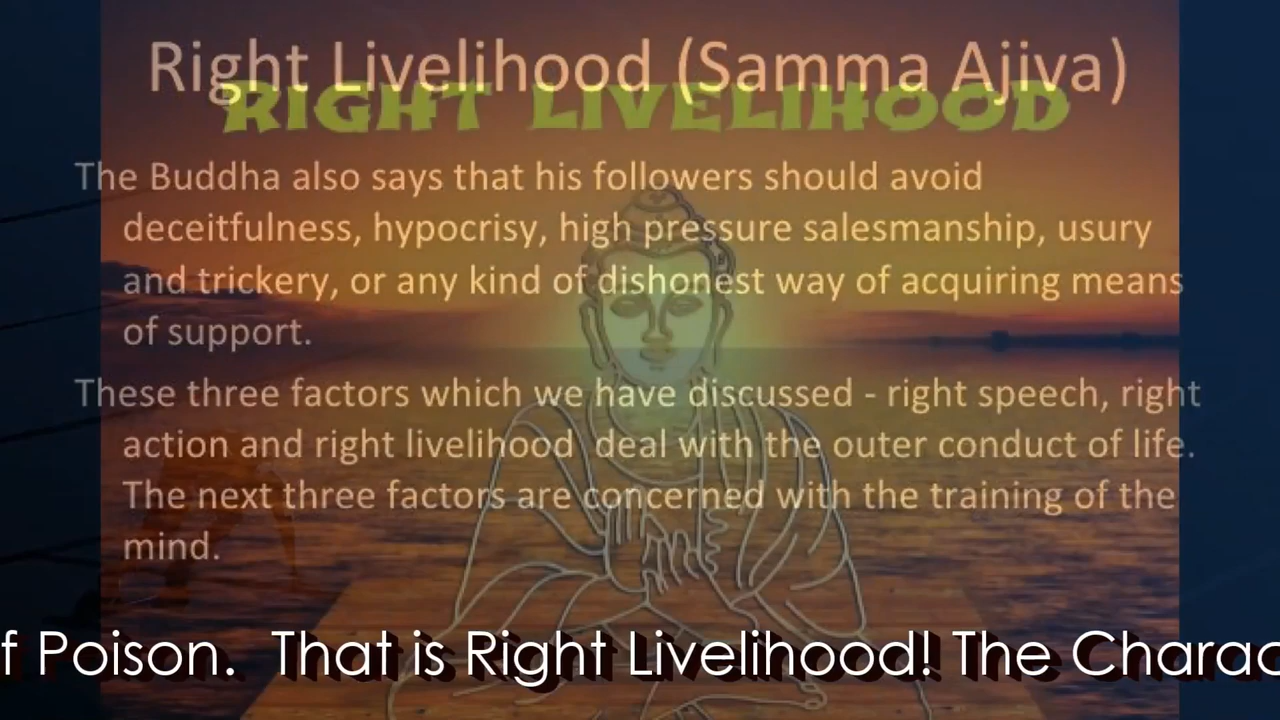 Right Livelihood (Samma Ajiva)
RIGHT LIVELIHOOD
The Buddha also says that his followers should avoid
deceitfulness, hypocrisy, high pressure salesmanship, usury
and trickery, or any kind of dishonest way of acquiring means
of support.
These three factors which we have discussed - right speech, right
action and right livelihood  deal with the outer conduct of life.
The next three factors are concerned with the training of the
mind.
f Poison.  That is Right Livelihood! The Charac